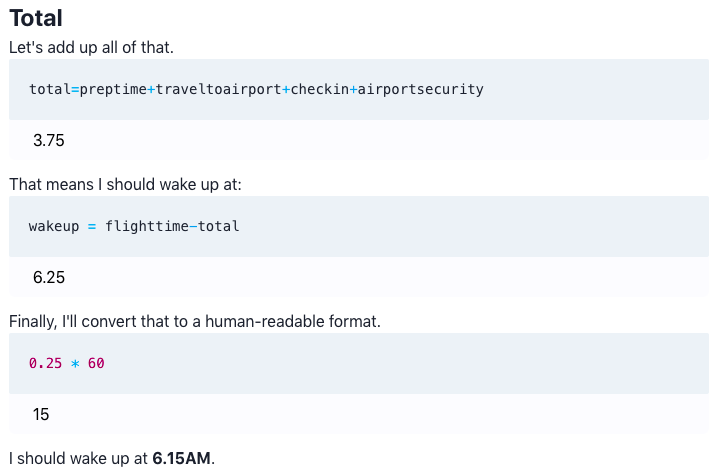 Total
Let's add up all of that.
total=preptime+traveltoairport+checkin+airportsecurity
3.75
That means I should wake up at:
wakeup = flighttime-total
6.25
Finally, I'll convert that to a human-readable format.
0.25 * 60
15
I should wake up at 6.15AM.